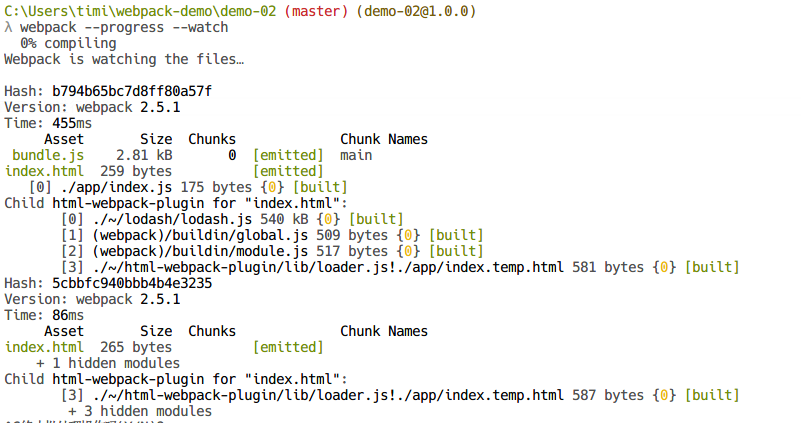 C:\Users\timi\webpack-demo\demo-02 (master) (demo-02@1.0.0)
λ webpack --progress --watch
0% compiling
Webpack is watching the files…
Hash: b794b65bc7d8ff80a57f
Version: webpack 2.5.1
Time: 455ms
Asset Size Chunks Chunk Names
bundle.js 2.81 kB 0 [emitted] main
index.html 259 bytes [emitted]
[0] ./app/index.js 175 bytes {0} [built]
Child html-webpack-plugin for "index.html":
[0] ./~/lodash/lodash.js 540 kB {0} [built]
[1] (webpack)/buildin/global.js 509 bytes {0} [built]
[2] (webpack)/buildin/module.js 517 bytes {0} [built]
[3] ./~/html-webpack-plugin/lib/loader.js!./app/index.temp.html 581 bytes {0} [built]
Hash: 5cbbfc940bbb4b4e3235
Version: webpack 2.5.1
Time: 86ms
Asset Size Chunks Chunk Names
index.html 265 bytes [emitted]
+ 1 hidden modules
Child html-webpack-plugin for "index.html":
[3] ./~/html-webpack-plugin/lib/loader.js!./app/index.temp.html 587 bytes {0} [built]
+ 3 hidden modules